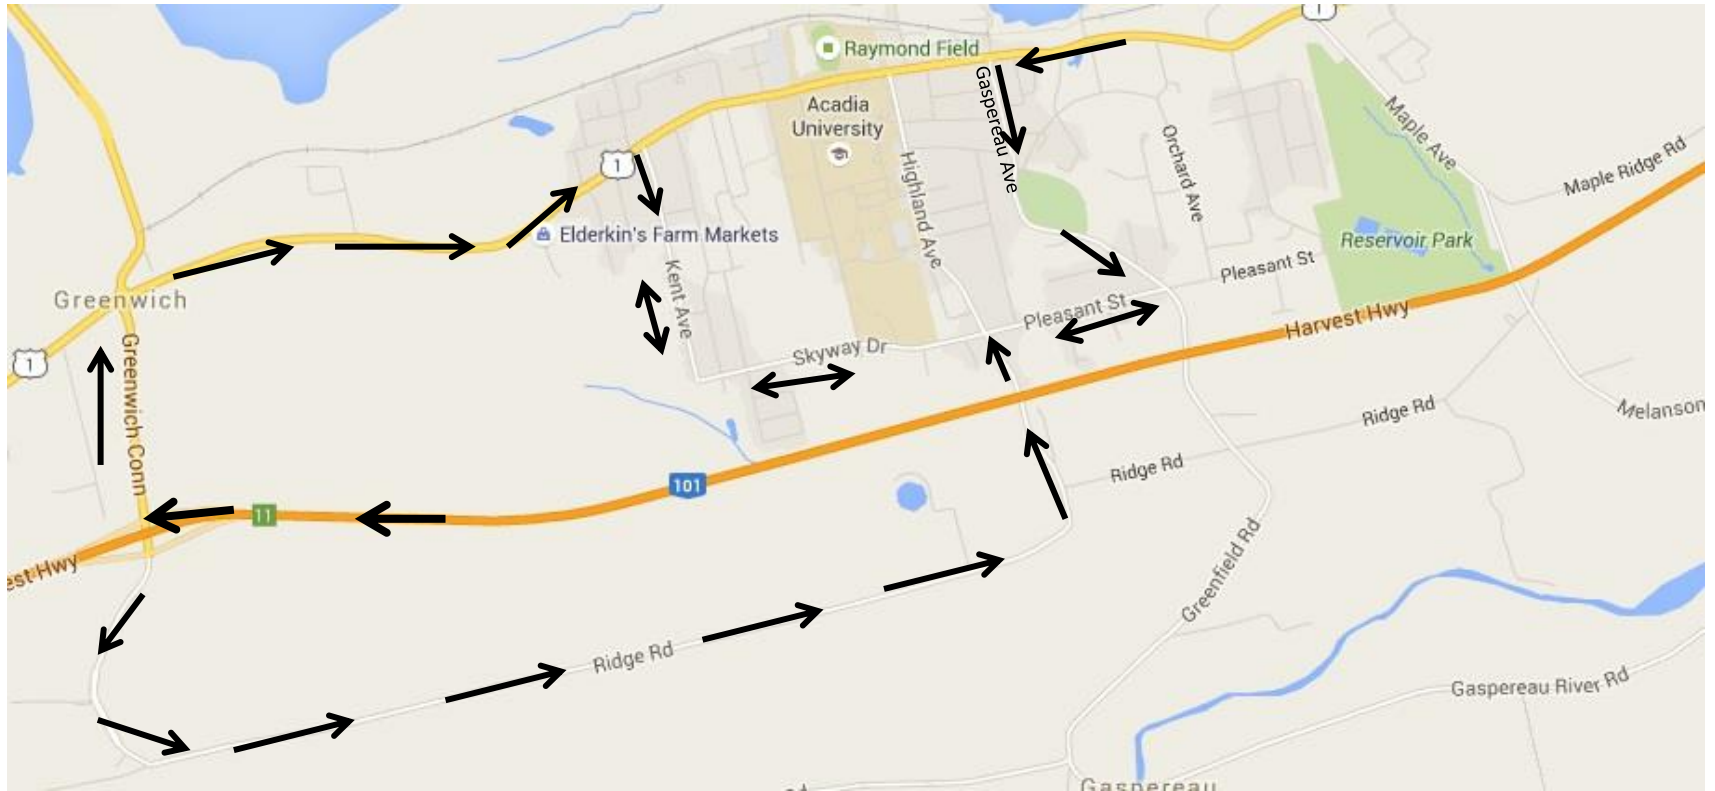 1
Raymond Field
Acadia
University
Gaspereau Ave
Maple Ave
Orchard Ave
Maple Ridge Rd
1
Highland Ave
Elderkin's Farm Markets
Reservoir Park
Pleasant St
Kent Ave
Greenwich
Pleasant St
Harvest Hwy
1
Greenwich Conn
Skyway Dr
Ridge Rd
Melanson
Ridge Rd
101
11
est Hwy
Greenfield Rd
Ridge Rd
Gaspereau River Rd
Gaspereau